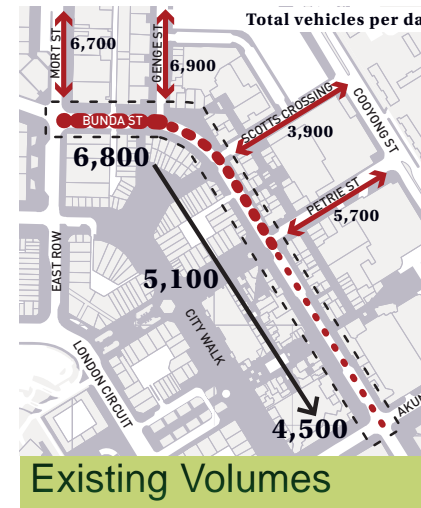 Total vehicles per da
MORT ST
6,700
GENGE ST
6,900
BUNDA ST
SCOTTS CROSSING
3,900
COOYONG ST
6,800
PETRIE ST
5,700
EAST ROW
5,100
CITY WALK
LONDON CIRCUIT
4,500
AKU
Existing Volumes